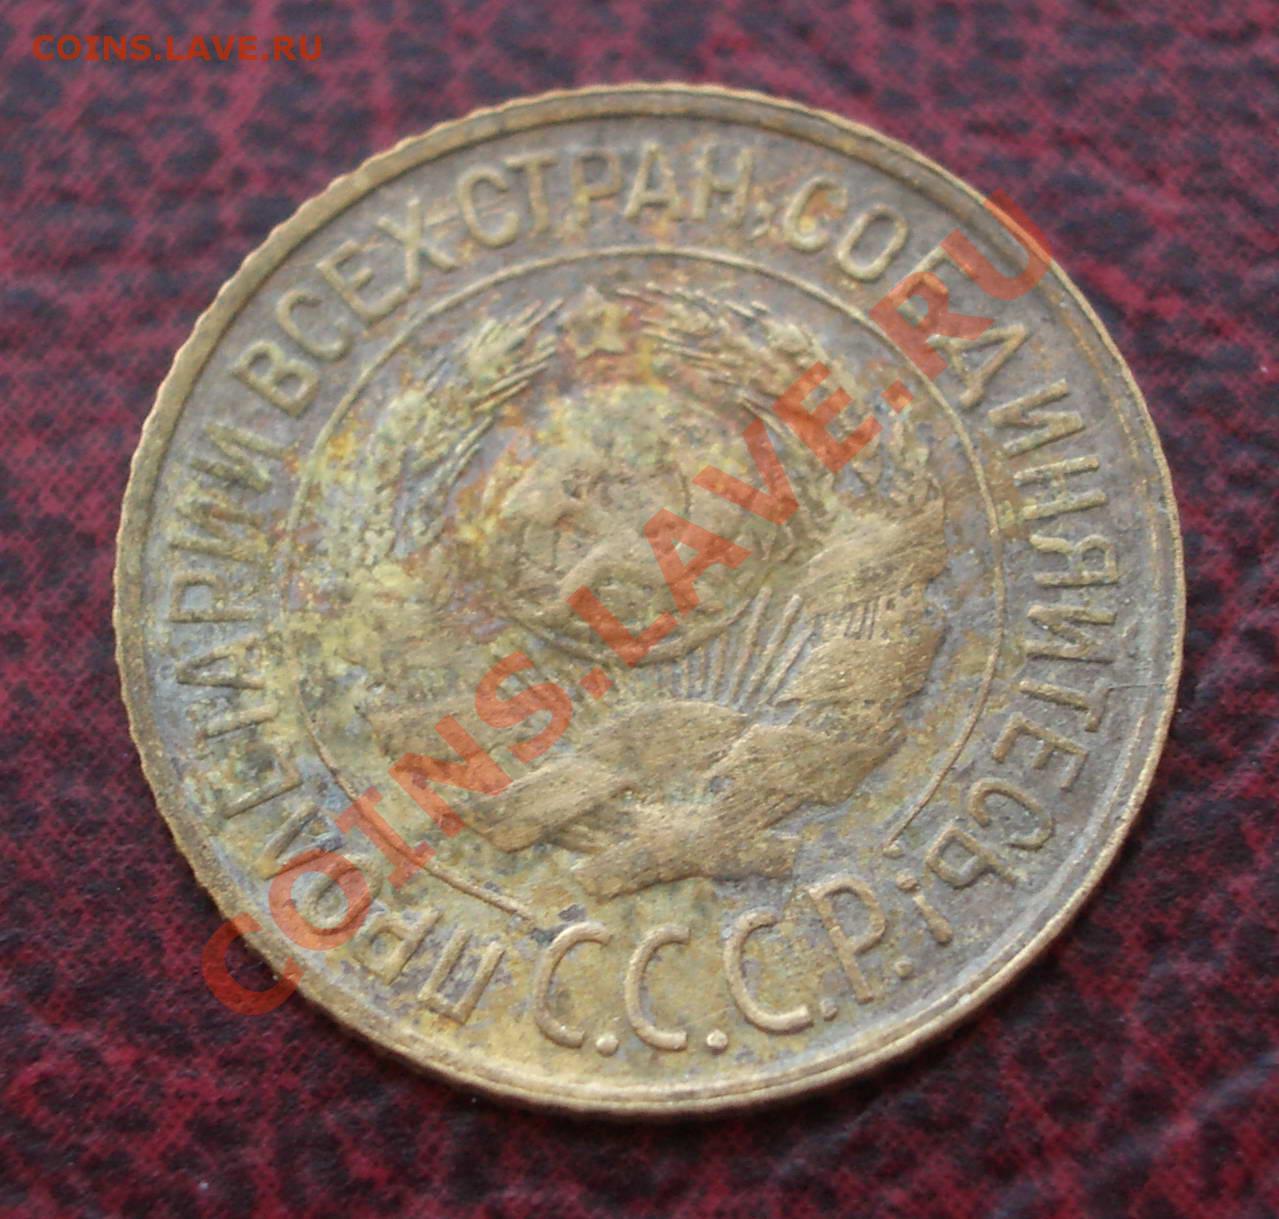 COINS.LAVE.RU
ПРОЛЕТАРИИ ВСЕХ СТРАН, СОЕДИНЯЙТЕСЬ!
С.С.С.Р.
COINS.LAVE.RU